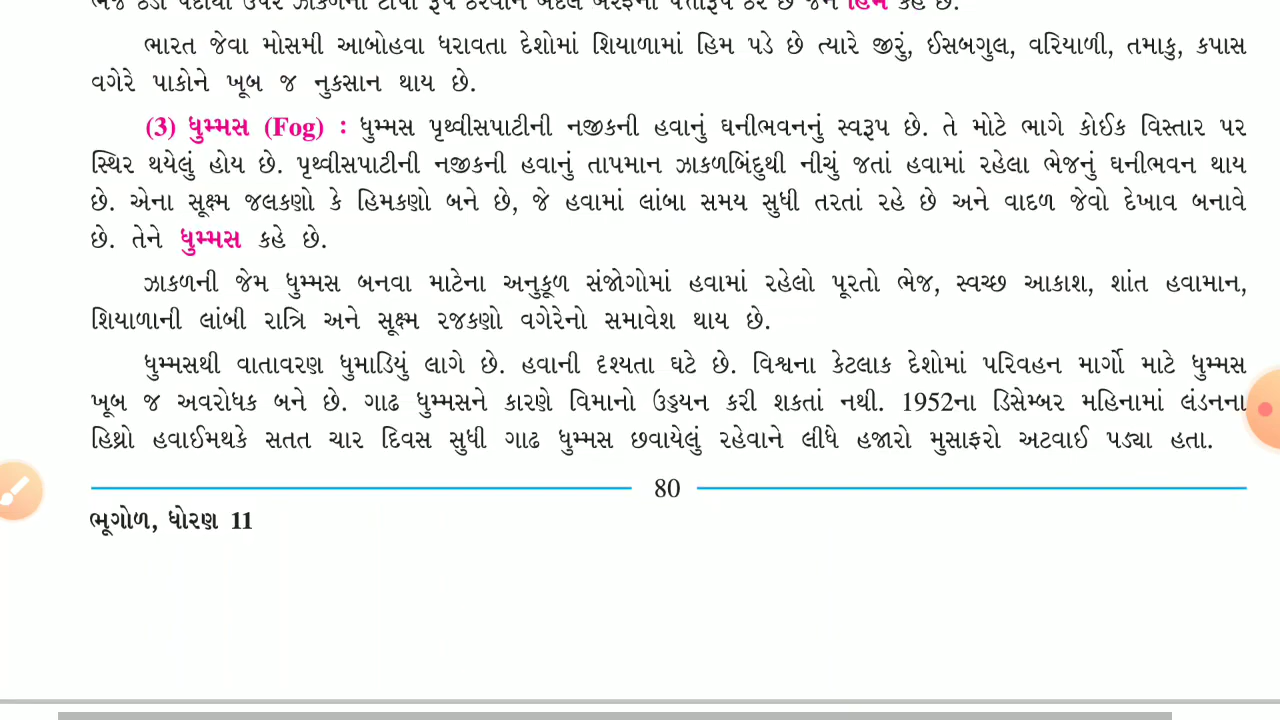 ભારત જેવા મોસમી આબોહવા ધરાવતા દેશોમાં શિયાળામાં હિમ પડે છે ત્યારે જીરું, ઈસબગુલ, વરિયાળી, તમાકુ, કપાસ
વગેરે પાકોને ખૂબ જ નુકસાન થાય છે.
(3) ધુમ્મસ (Fog) : ધુમ્મસ પૃથ્વીસપાટીની નજીકની હવાનું ઘનીભવનનું સ્વરૂપ છે. તે મોટે ભાગે કોઈક વિસ્તાર પર
સ્થિર થયેલું હોય છે. પૃથ્વીસપાટીની નજીકની હવાનું તાપમાન ઝાકળબિંદુથી નીચું જતાં હવામાં રહેલા ભેજનું ઘનીભવન થાય
છે. એના સૂક્ષ્મ જલકણો કે હિમકણો બને છે, જે હવામાં લાંબા સમય સુધી તરતાં રહે છે અને વાદળ જેવો દેખાવ બનાવે
છે. તેને ધુમ્મસ કહે છે.
ઝાકળની જેમ ધુમ્મસ બનવા માટેના અનુકૂળ સંજોગોમાં હવામાં રહેલો પૂરતો ભેજ, સ્વચ્છ આકાશ, શાંત હવામાન,
શિયાળાની લાંબી રાત્રિ અને સૂક્ષ્મ રજકણો વગેરેનો સમાવેશ થાય છે.
ધુમ્મસથી વાતાવરણ ધુમાડિયું લાગે છે. હવાની દૃશ્યતા ઘટે છે. વિશ્વના કેટલાક દેશોમાં પરિવહન માર્ગો માટે ધુમ્મસ
ખૂબ જ અવરોધક બને છે. ગાઢ ધુમ્મસને કારણે વિમાનો ઉડ્ડયન કરી શકતાં નથી. 1952ના ડિસેમ્બર મહિનામાં લંડનના
હિથ્રો હવાઈમથકે સતત ચાર દિવસ સુધી ગાઢ ધુમ્મસ છવાયેલું રહેવાને લીધે હજારો મુસાફરો અટવાઈ પડ્યા હતા.
80
ભૂગોળ, ધોરણ 11